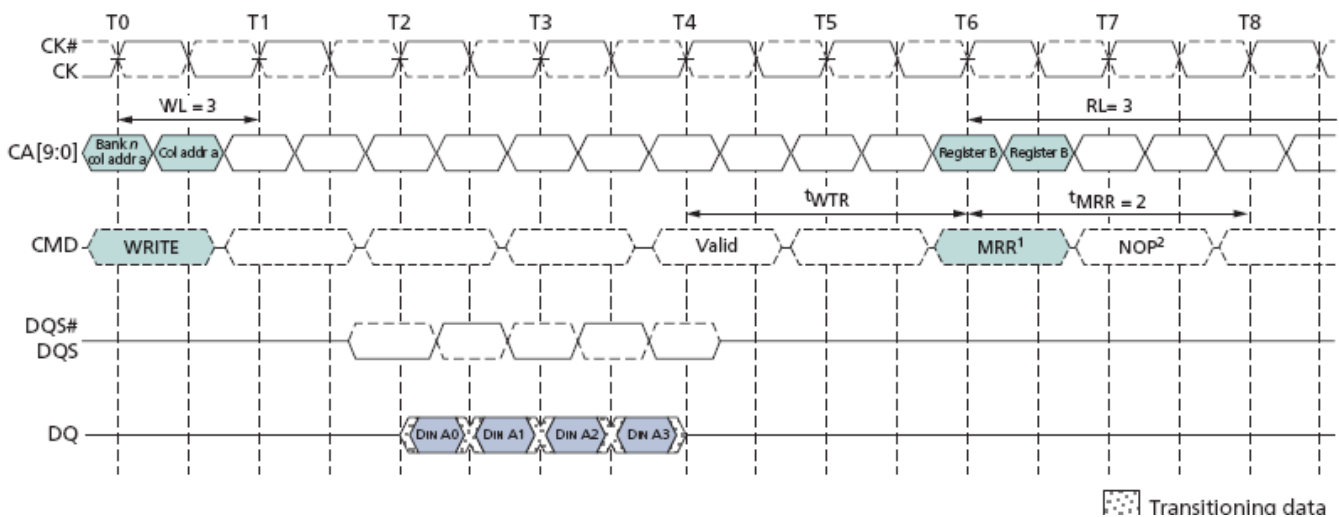 T0 T1 T2 T3 T4 T5 T6 T7 T8
CK#
CK
WL = 3 RL= 3
CA[9:0] Bank n col addr a Col addr a Register B Register B
tWTR tMRR = 2
CMD WRITE Valid MRR1 NOP2
DQS#
DQS
DQ DIN A0 DIN A1 DIN A2 DIN A3
Transitioning data